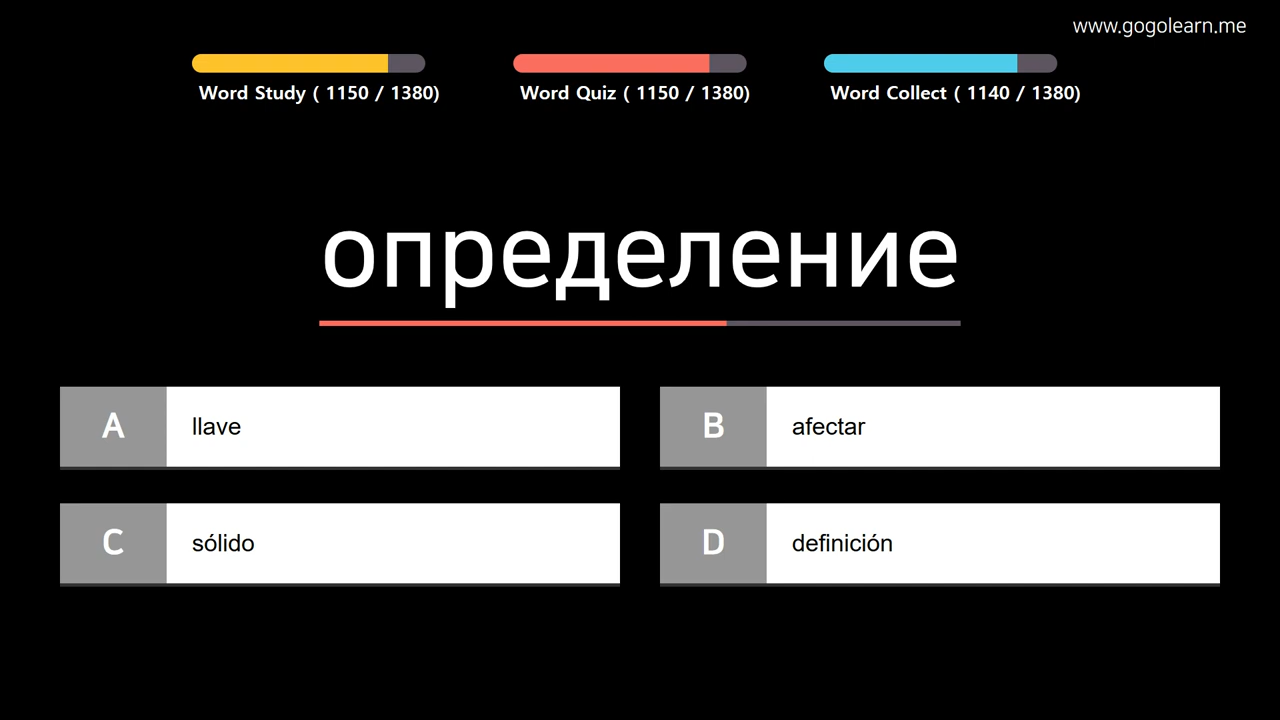 www.gogolearn.me
Word Study ( 1150 / 1380)
Word Quiz ( 1150 / 1380)
Word Collect ( 1140 / 1380)
определение
A
llave
B
afectar
C
sólido
D
definición